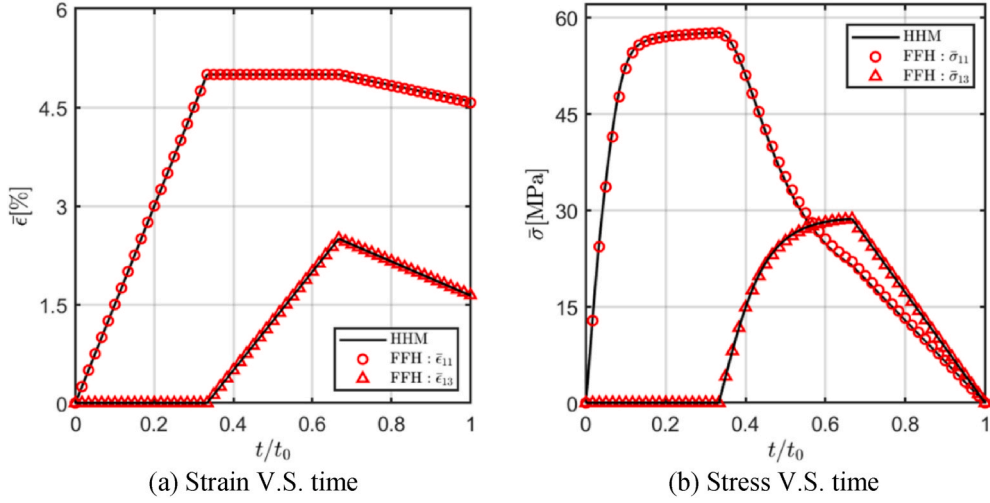 6
4.5
3
1.5
0
ϵ̄[%]
HHM
FFH : ϵ̄₁₁
FFH : ϵ̄₁₃
0 0.2 0.4 0.6 0.8 1
t/t₀
(a) Strain V.S. time
60
45
30
15
0
σ̄[MPa]
HHM
FFH : σ̄₁₁
FFH : σ̄₁₃
0 0.2 0.4 0.6 0.8 1
t/t₀
(b) Stress V.S. time